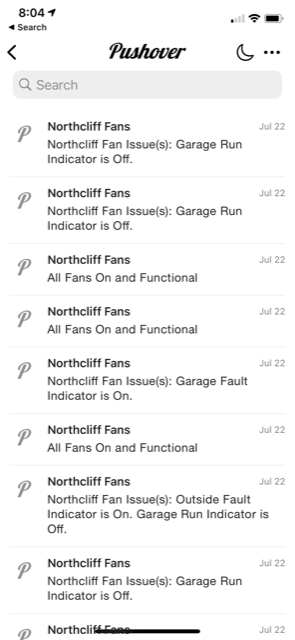 8:04
Search
Pushover
Search
Northcliff Fans
Jul 22
Northcliff Fan Issue(s): Garage Run
Indicator is Off.
Northcliff Fans
Jul 22
Northcliff Fan Issue(s): Garage Run
Indicator is Off.
Northcliff Fans
Jul 22
All Fans On and Functional
Northcliff Fans
Jul 22
All Fans On and Functional
Northcliff Fans
Jul 22
Northcliff Fan Issue(s): Garage Fault
Indicator is On.
Northcliff Fans
Jul 22
All Fans On and Functional
Northcliff Fans
Jul 22
Northcliff Fan Issue(s): Outside Fault
Indicator is On. Garage Run Indicator is
Off.
Northcliff Fans
Jul 22
Northcliff Fan Issue(s): Garage Run
Indicator is Off.
Northcliff Fans
Jul 22